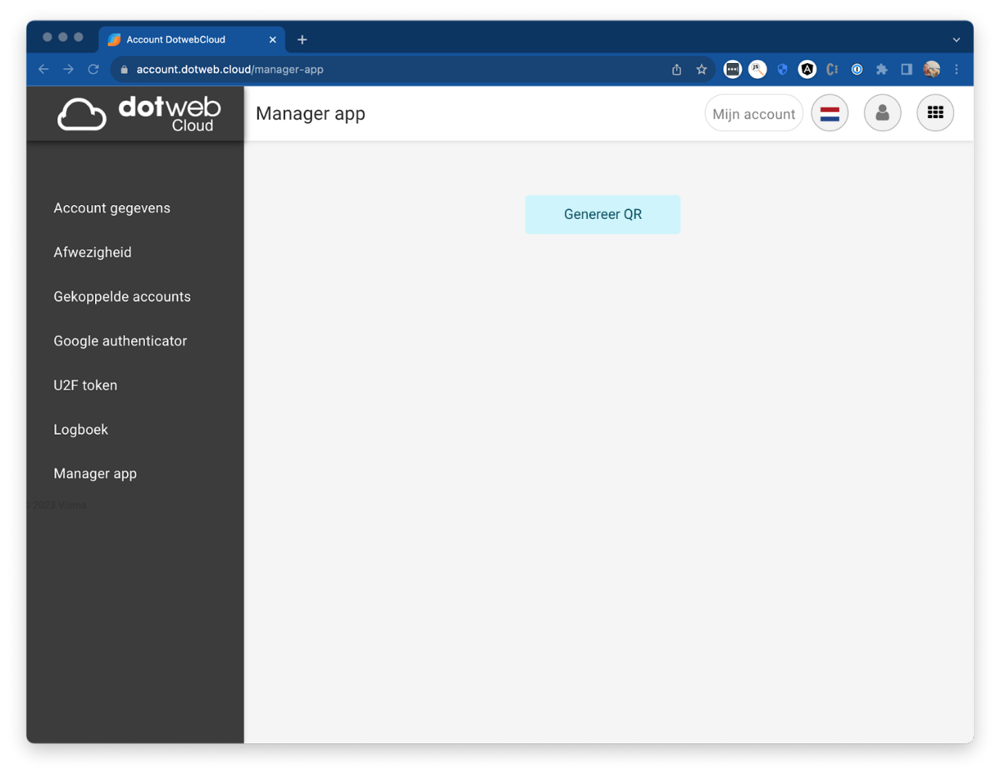 Account DotwebCloud
account.dotweb.cloud/manager-app
dotweb
Cloud
Manager app
Mijn account
Account gegevens
Afwezigheid
Gekoppelde accounts
Google authenticator
U2F token
Logboek
Manager app
© 2023 Visma
Genereer QR